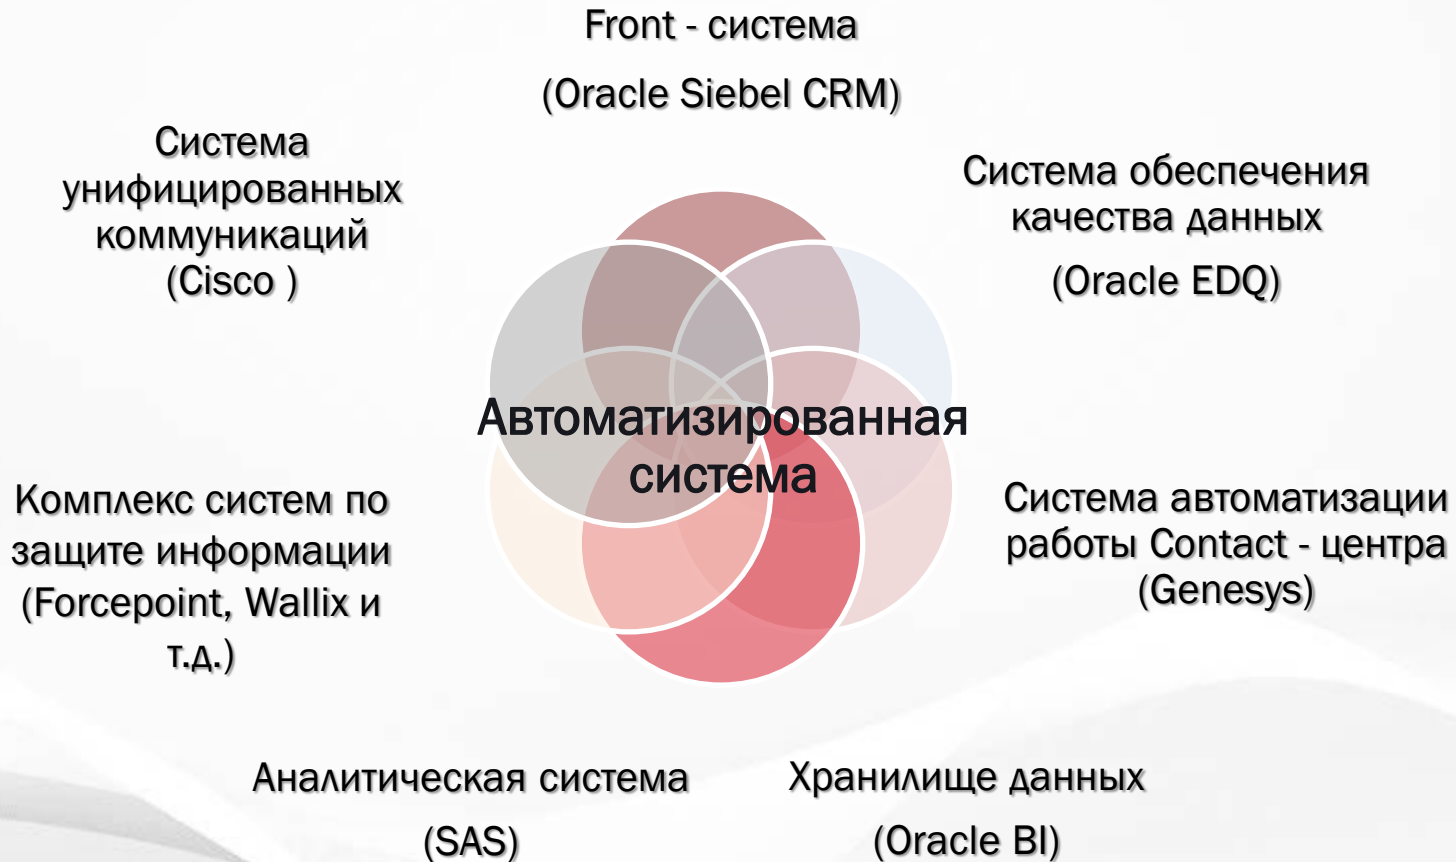 Front - система
(Oracle Siebel CRM)
Система
унифицированных
коммуникаций
(Cisco )
Система обеспечения
качества данных
(Oracle EDQ)
Автоматизированная
система
Комплекс систем по
защите информации
(Forcepoint, Wallix и
т.д.)
Система автоматизации
работы Contact - центра
(Genesys)
Аналитическая система
(SAS)
Хранилище данных
(Oracle BI)